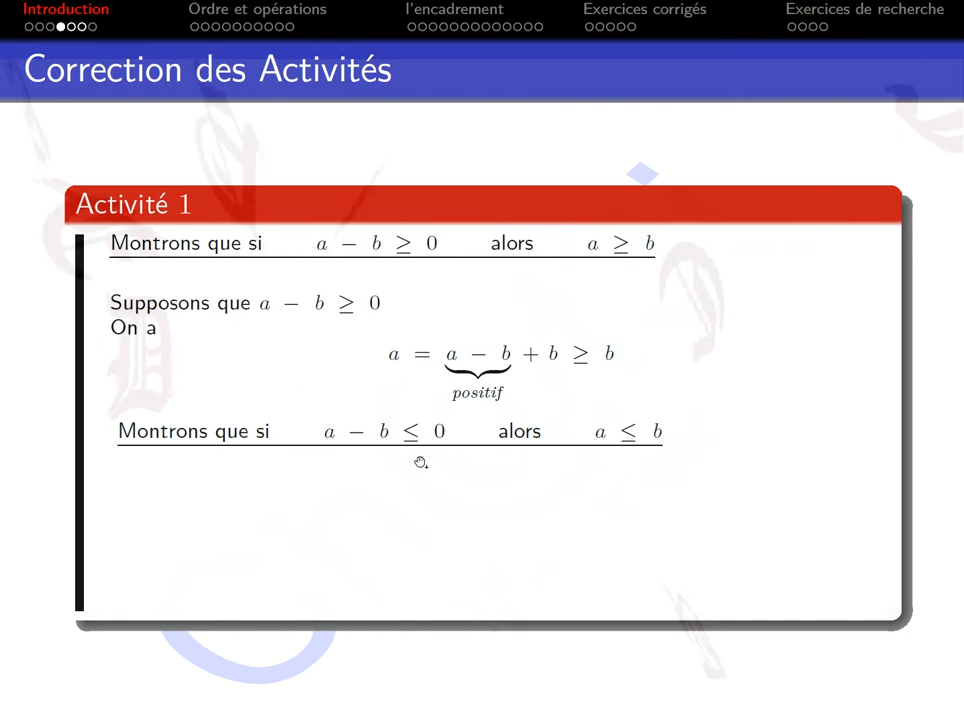 Introduction Ordre et opérations l'encadrement Exercices corrigés Exercices de recherche
Correction des Activités
Activité 1
Montrons que si a − b ≥ 0 alors a ≥ b
Supposons que a − b ≥ 0
On a
a = a − b + b ≥ b
positif
Montrons que si a − b ≤ 0 alors a ≤ b